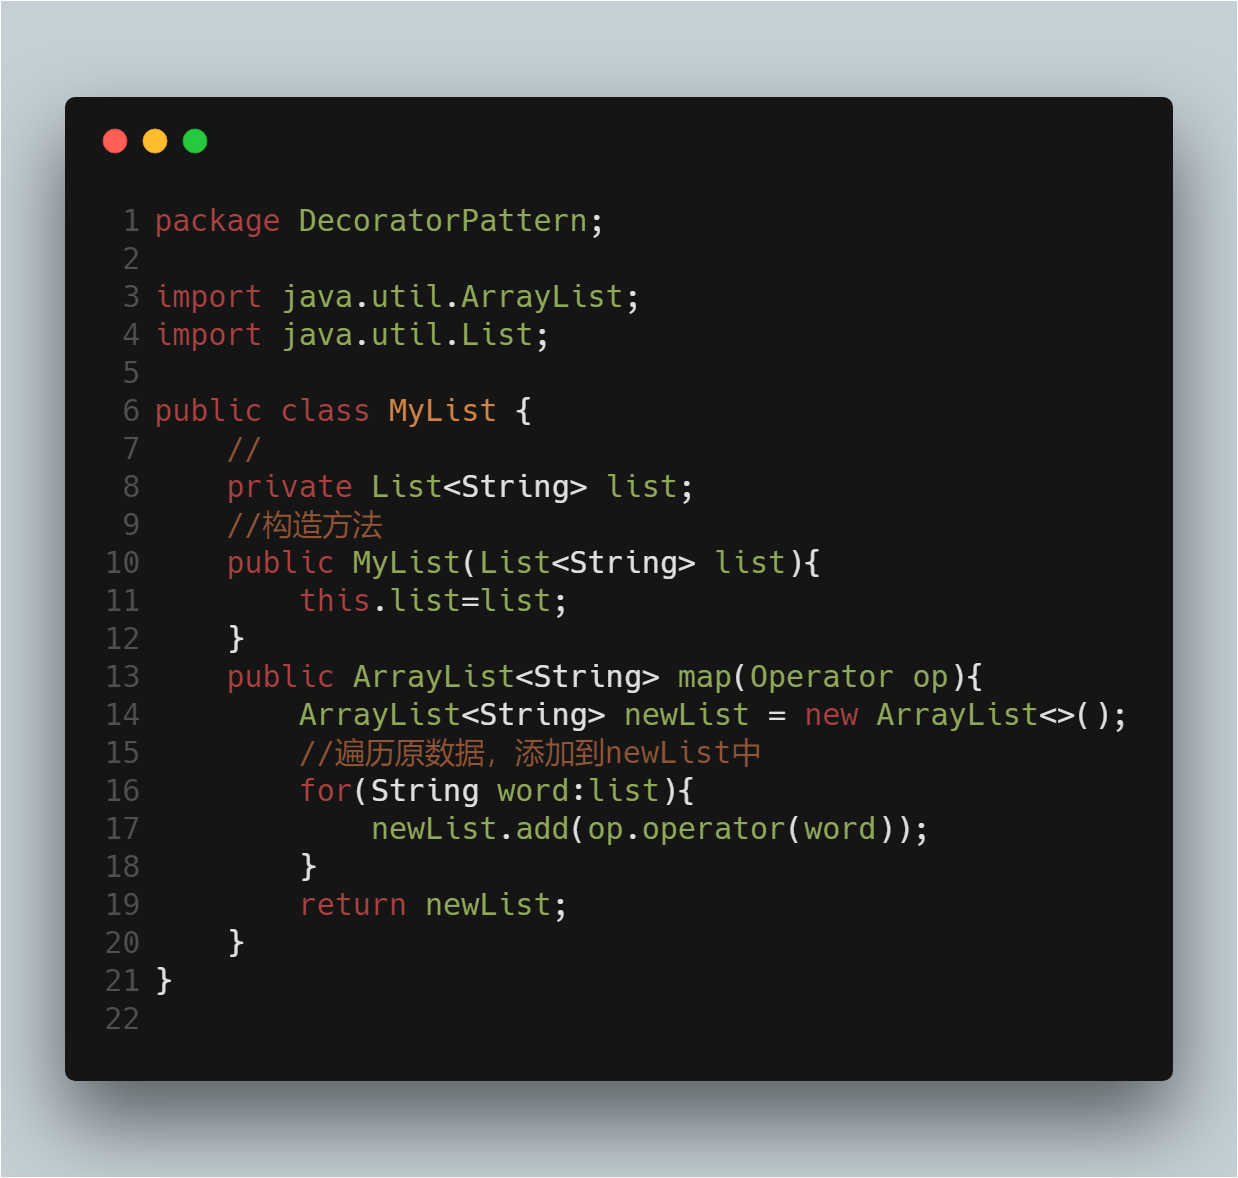 1 package DecoratorPattern;
2
3 import java.util.ArrayList;
4 import java.util.List;
5
6 public class MyList {
7     //
8     private List<String> list;
9     //构造方法
10     public MyList(List<String> list){
11         this.list=list;
12     }
13     public ArrayList<String> map(Operator op){
14         ArrayList<String> newList = new ArrayList<>();
15         //遍历原数据，添加到newList中
16         for(String word:list){
17             newList.add(op.operator(word));
18         }
19         return newList;
20     }
21 }
22